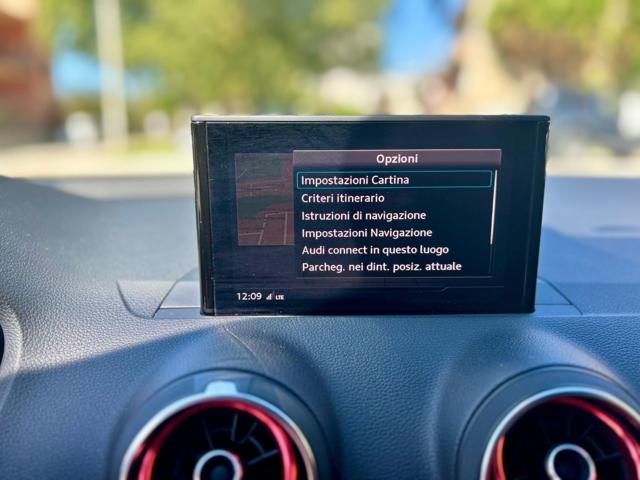 Opzioni
Impostazioni Cartina
Criteri itinerario
Istruzioni di navigazione
Impostazioni Navigazione
Audi connect in questo luogo
Parcheg. nei dint. posiz. attuale
12:09 LTE